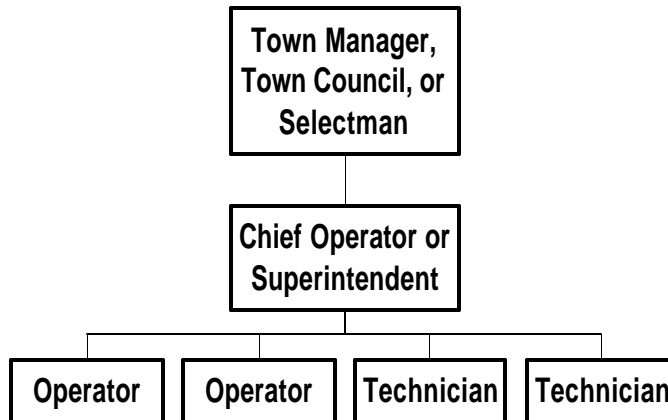 Town Manager,
Town Council, or
Selectman
Chief Operator or
Superintendent
Operator
Operator
Technician
Technician